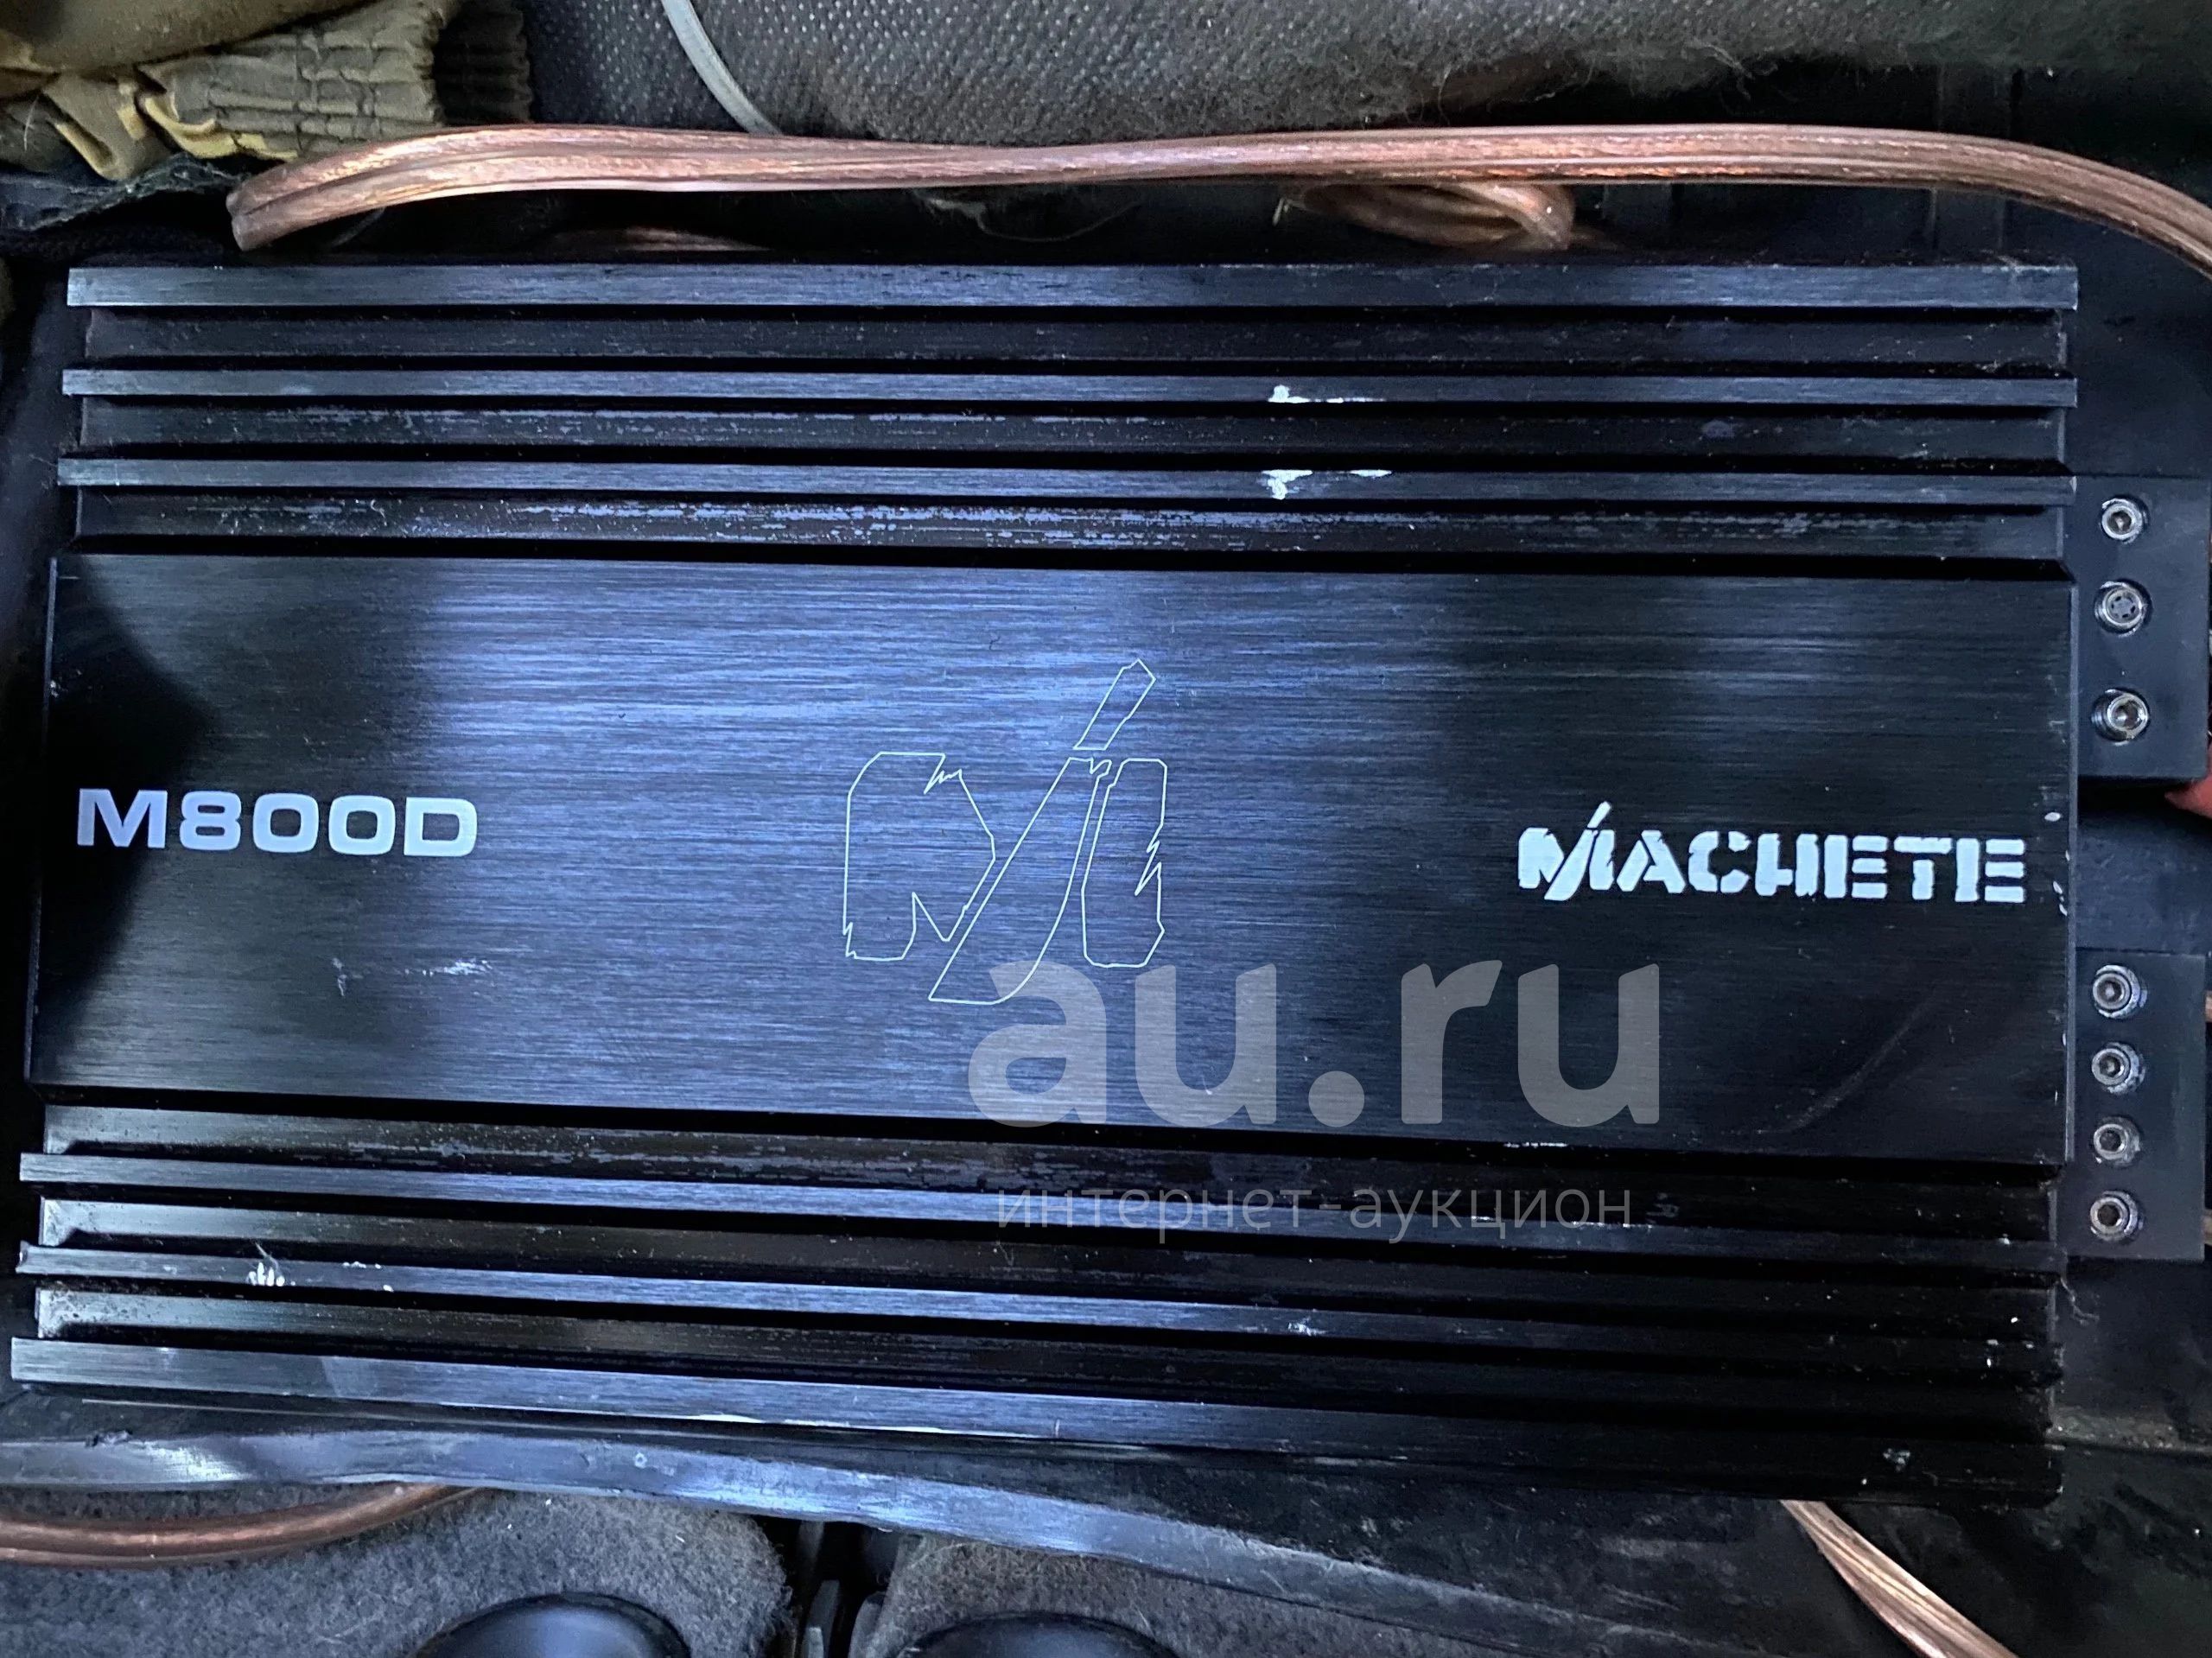 M800D
MACHETE
au.ru
интернет-аукцион